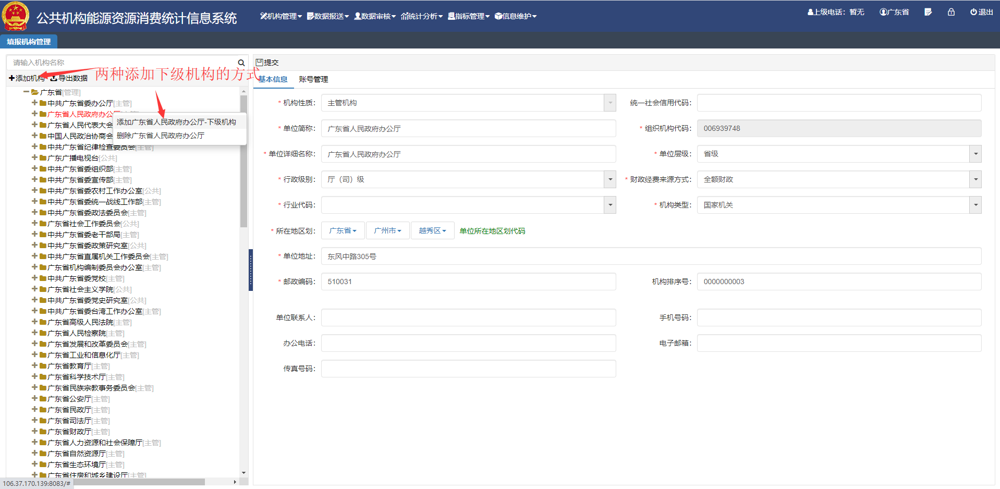 公共机构能源资源消费统计信息系统
机构管理 数据报送 数据审核 统计分析 指标管理 信息维护
上级电话：暂无 广东省 退出
填报机构管理
请输入机构名称
两种添加下级机构的方式
添加机构 导出数据
广东省[管理]
中共广东省委办公厅[主管]
广东省人民政府办公
添加广东省人民政府办公厅-下级机构
删除广东省人民政府办公厅
广东省人民代表大会
中国人民政治协商会
中共广东省纪律检查委员会[主管]
广东广播电视台[公共]
中共广东省委组织部[主管]
中共广东省委宣传部[主管]
中共广东省委农村工作办公室[公共]
中共广东省委统一战线工作部[主管]
中共广东省委政法委员会[主管]
广东省社会工作委员会[公共]
中共广东省委老干部局[主管]
中共广东省委政策研究室[公共]
中共广东省直属机关工作委员会[主管]
广东省机构编制委员会办公室[主管]
中共广东省委党校[主管]
广东省社会主义学院[公共]
中共广东省委党史研究室[公共]
中共广东省委台湾工作办公室[主管]
广东省高级人民法院[主管]
广东省人民检察院[主管]
广东省发展和改革委员会[主管]
广东省工业和信息化厅[主管]
广东省教育厅[主管]
广东省科学技术厅[主管]
广东省民族宗教事务委员会[主管]
广东省公安厅[主管]
广东省民政厅[主管]
广东省司法厅[主管]
广东省财政厅[主管]
广东省人力资源和社会保障厅[主管]
广东省自然资源厅[主管]
广东省生态环境厅[主管]
广东省住房和城乡建设厅[主管]
106.37.170.139:8083/#
提交
基本信息 账号管理
* 机构性质： 主管机构 统一社会信用代码：
* 单位简称： 广东省人民政府办公厅 * 组织机构代码： 006939748
* 单位详细名称： 广东省人民政府办公厅 * 单位层级： 省级
* 行政级别： 厅（司）级 * 财政经费来源方式： 全额财政
* 行业代码： * 机构类型： 国家机关
* 所在地区划： 广东省 广州市 越秀区 单位所在地区划代码
* 单位地址： 东风中路305号
* 邮政编码： 510031 机构排序号： 0000000003
单位联系人： 手机号码：
办公电话： 电子邮箱：
传真号码：